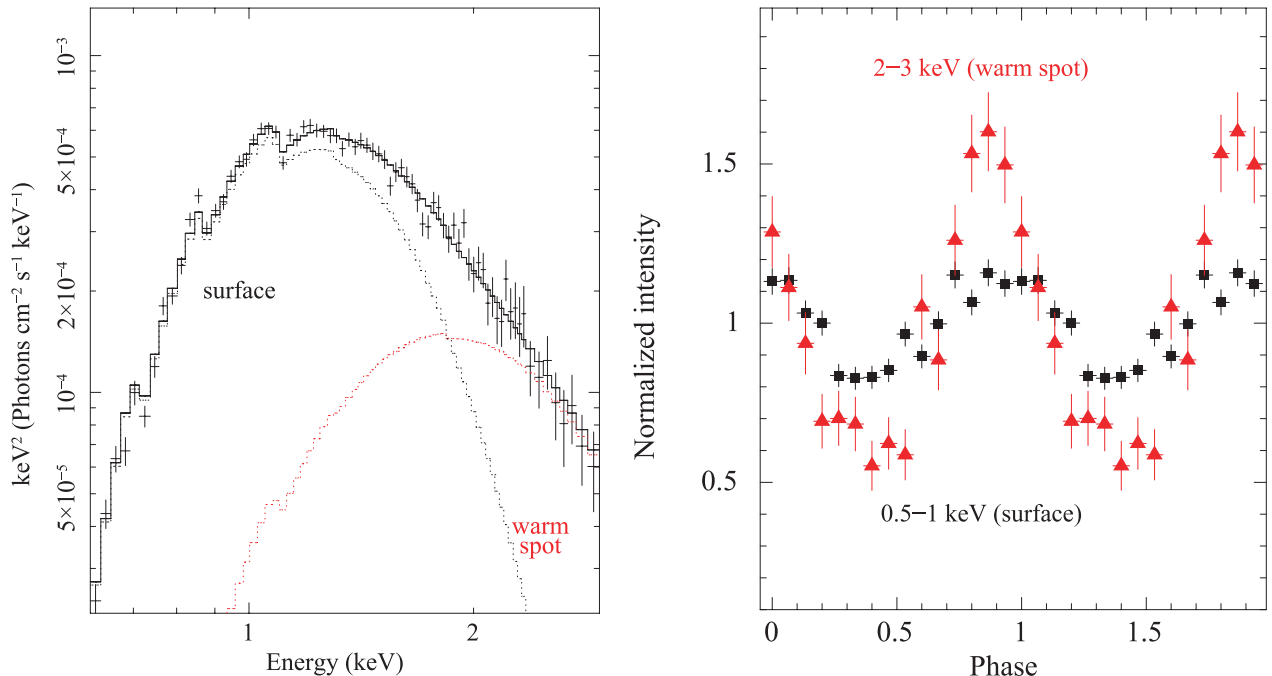 10⁻³
5×10⁻⁴
2×10⁻⁴
10⁻⁴
5×10⁻⁵
keV² (Photons cm⁻² s⁻¹ keV⁻¹)
surface
warm
spot
1
2
Energy (keV)
2−3 keV (warm spot)
1.5
1
0.5
Normalized intensity
0.5−1 keV (surface)
0
0.5
1
1.5
Phase